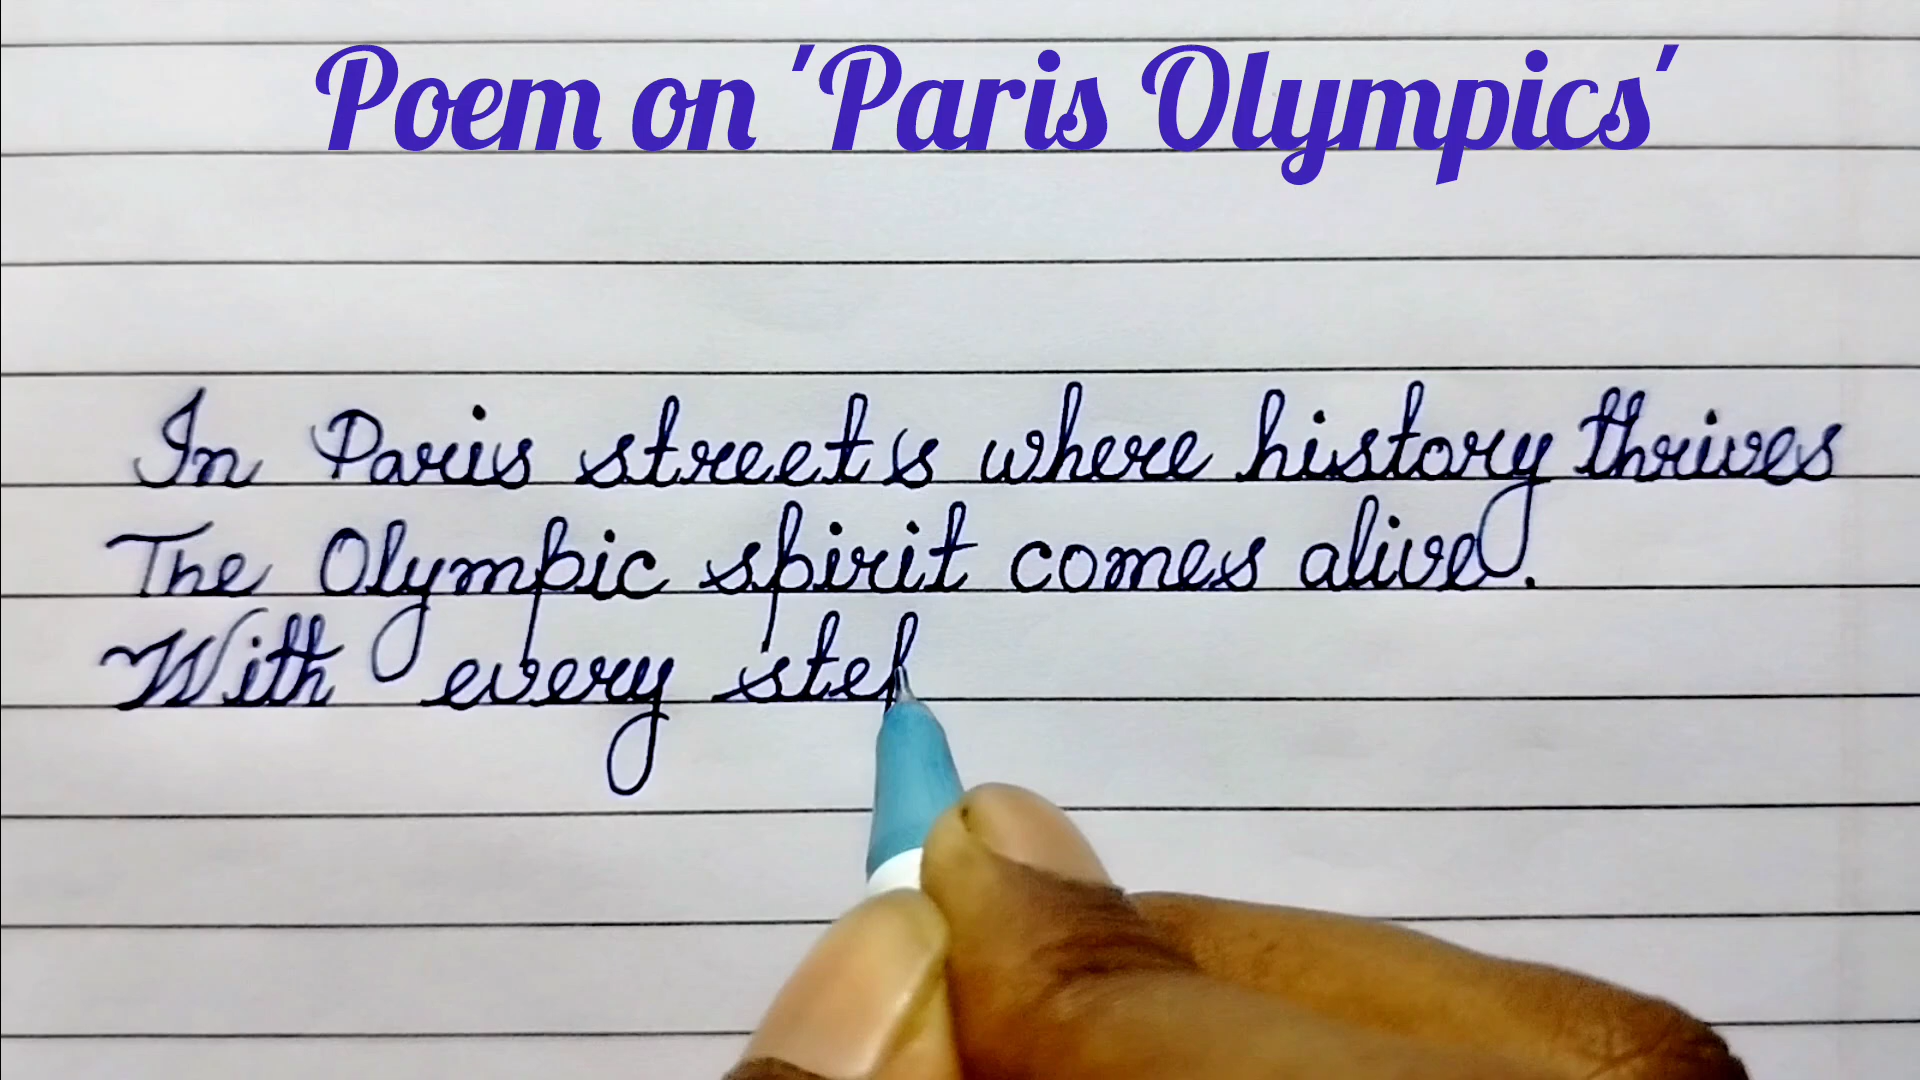 Poem on 'Paris Olympics'
In Paris streets where history thrives
The Olympic spirit comes alive.
With every step